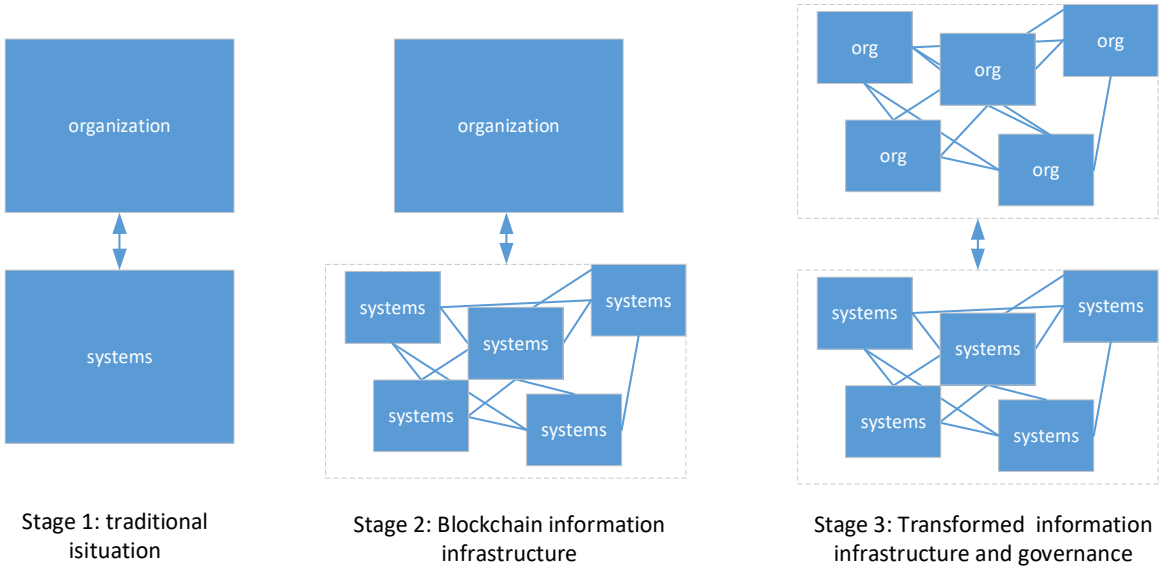 organization
systems
Stage 1: traditional
isituation
organization
systems
systems
systems
systems
systems
Stage 2: Blockchain information
infrastructure
org
org
org
org
org
systems
systems
systems
systems
systems
Stage 3: Transformed information
infrastructure and governance